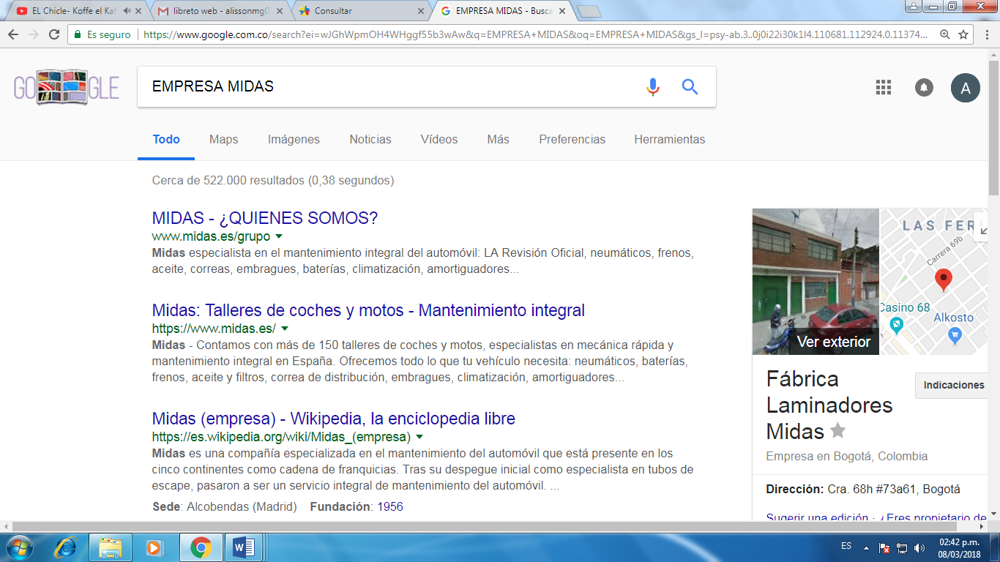 EL Chicle- Koffe el Kaf
libreto web - alissonmg0
Consultar
EMPRESA MIDAS - Busca
Es seguro
https://www.google.com.co/search?ei=wJGhWpmOH4WHggf55b3wAw&q=EMPRESA+MIDAS&oq=EMPRESA+MIDAS&gs_l=psy-ab.3..0j0i22i30k1l4.110681.112924.0.11374...
GO GLE
EMPRESA MIDAS
A
Todo
Maps
Imágenes
Noticias
Vídeos
Más
Preferencias
Herramientas
Cerca de 522.000 resultados (0,38 segundos)
MIDAS - ¿QUIENES SOMOS?
www.midas.es/grupo
Midas especialista en el mantenimiento integral del automóvil: LA Revisión Oficial, neumáticos, frenos,
aceite, correas, embragues, baterías, climatización, amortiguadores...
Midas: Talleres de coches y motos - Mantenimiento integral
https://www.midas.es/
Midas - Contamos con más de 150 talleres de coches y motos, especialistas en mecánica rápida y
mantenimiento integral en España. Ofrecemos todo lo que tu vehículo necesita: neumáticos, baterías,
frenos, aceite y filtros, correa de distribución, embragues, climatización, amortiguadores...
Midas (empresa) - Wikipedia, la enciclopedia libre
https://es.wikipedia.org/wiki/Midas_(empresa)
Midas es una compañía especializada en el mantenimiento del automóvil que está presente en los
cinco continentes como cadena de franquicias. Tras su despegue inicial como especialista en tubos de
escape, pasaron a ser un servicio integral de mantenimiento del automóvil. ...
Sede: Alcobendas (Madrid) Fundación: 1956
LAS FER
Carrera 69b
Casino 68
Alkosto
Ver exterior
Fábrica
Laminadores
Midas
Indicaciones
Empresa en Bogotá, Colombia
Dirección: Cra. 68h #73a61, Bogotá
Sugerir una edición · ¿Eres propietario de
ES
02:42 p.m.
08/03/2018